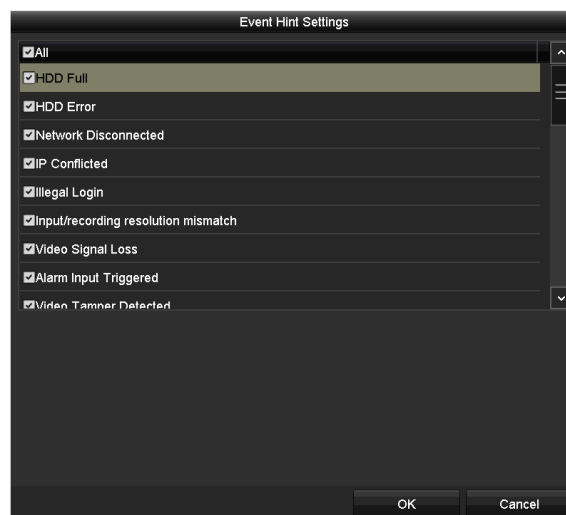 Event Hint Settings
All
HDD Full
HDD Error
Network Disconnected
IP Conflicted
Illegal Login
Input/recording resolution mismatch
Video Signal Loss
Alarm Input Triggered
Video Tamper Detected
OK
Cancel